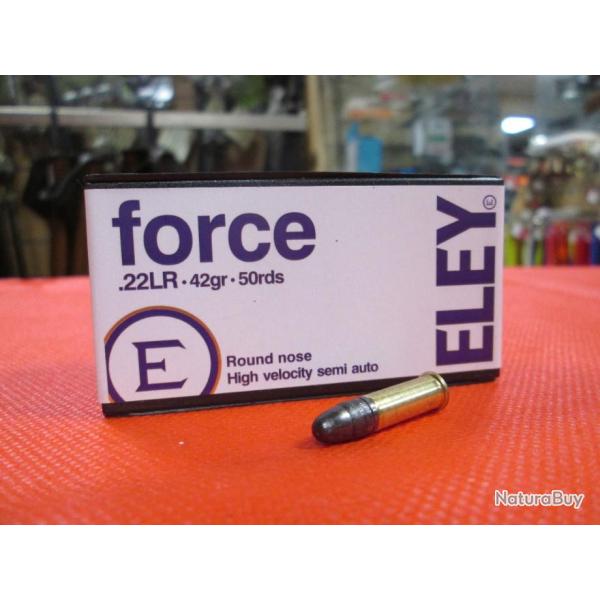 force
.22LR • 42gr • 50rds
E
Round nose
High velocity semi auto
ELEY
E
NaturaBuy